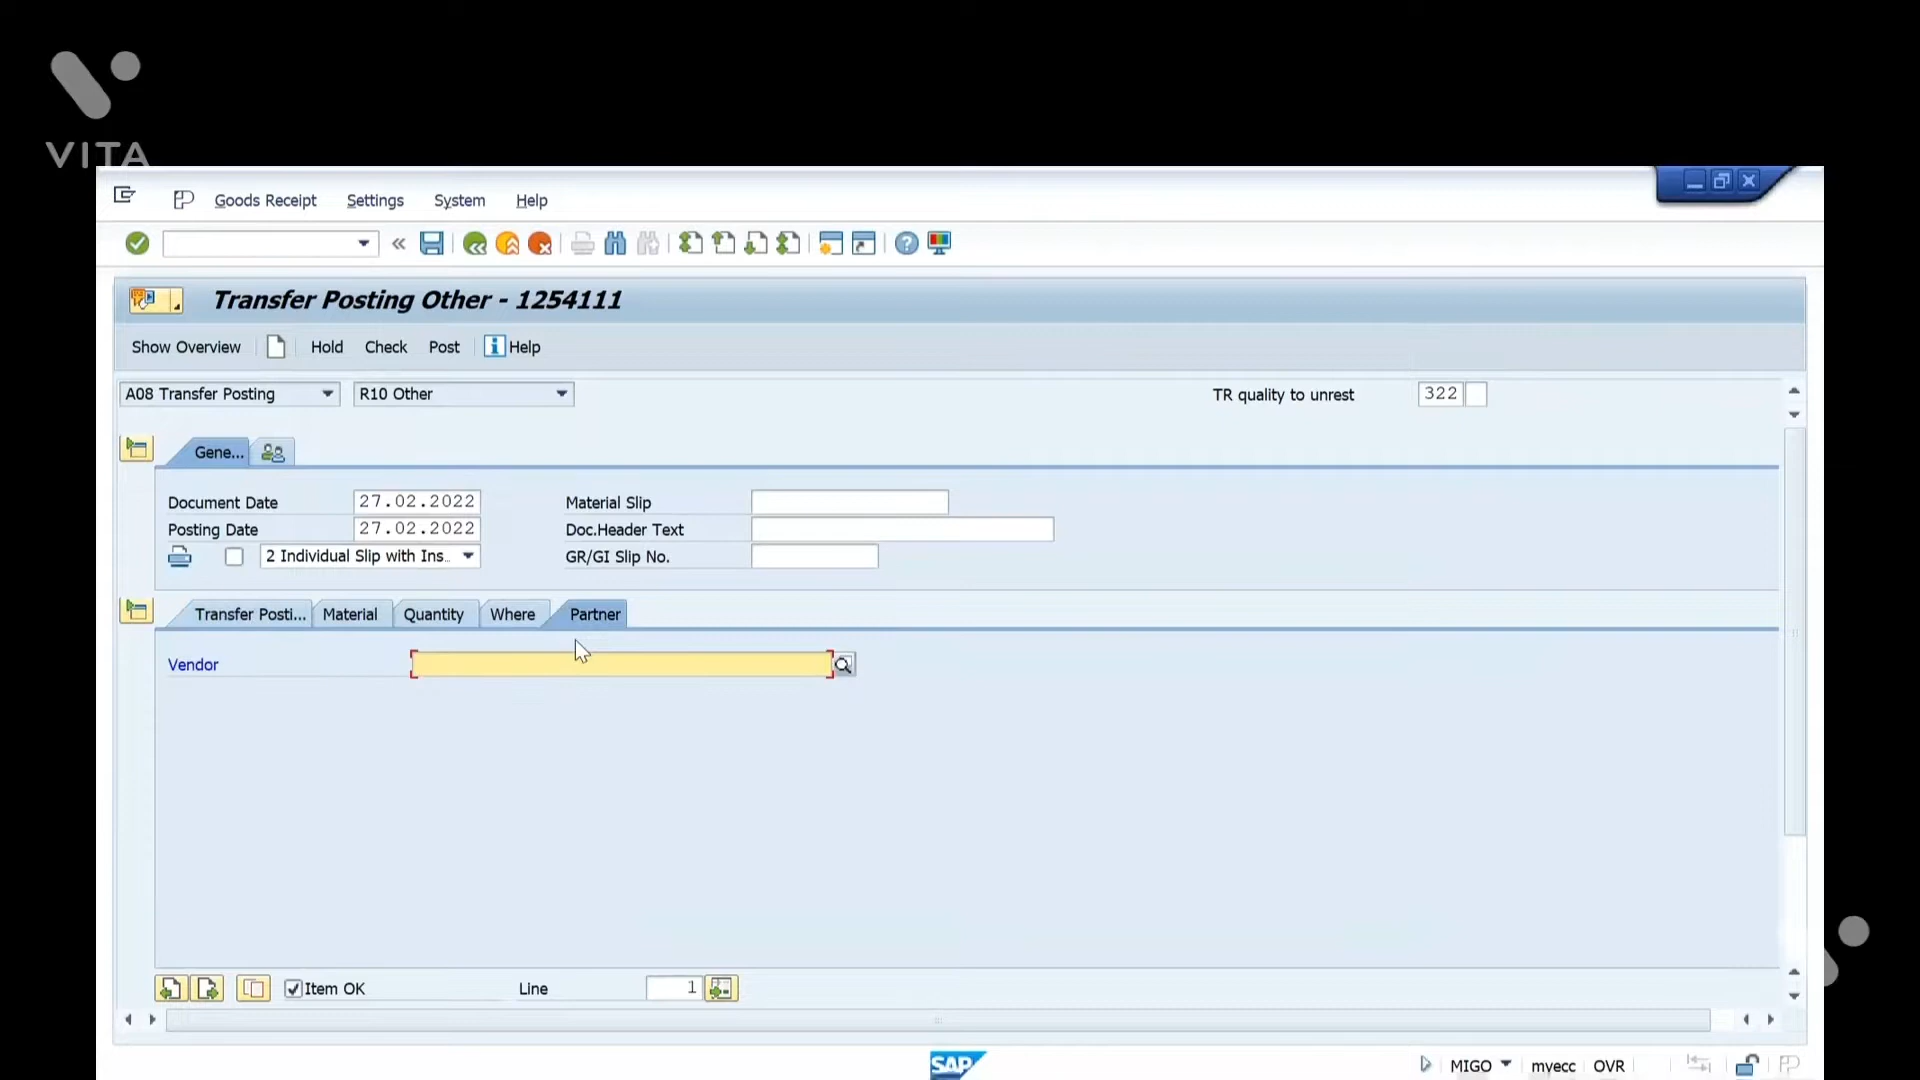 VITA
Goods Receipt Settings System Help
Transfer Posting Other - 1254111
Show Overview Hold Check Post Help
A08 Transfer Posting R10 Other TR quality to unrest 322
Gene...
Document Date 27.02.2022 Material Slip
Posting Date 27.02.2022 Doc.Header Text
2 Individual Slip with Ins... GR/GI Slip No.
Transfer Posti... Material Quantity Where Partner
Vendor
Item OK Line 1
SAP MIGO myecc OVR